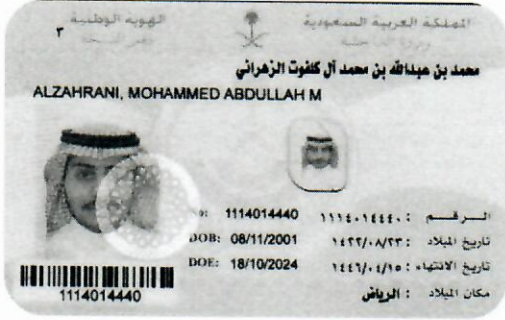 المملكة العربية السعودية
الهوية الوطنية
٣
وزارة الداخلية
محمد بن عبدالله بن محمد آل كلفوت الزهراني
ALZAHRANI, MOHAMMED ABDULLAH M
الرقم : ١١١٤٠١٤٤٤٠
1114014440
تاريخ الميلاد : ١٤٢٢/٠٨/٢٣
DOB: 08/11/2001
تاريخ الانتهاء : ١٤٤٦/٠٤/١٥
DOE: 18/10/2024
مكان الميلاد : الرياض
1114014440